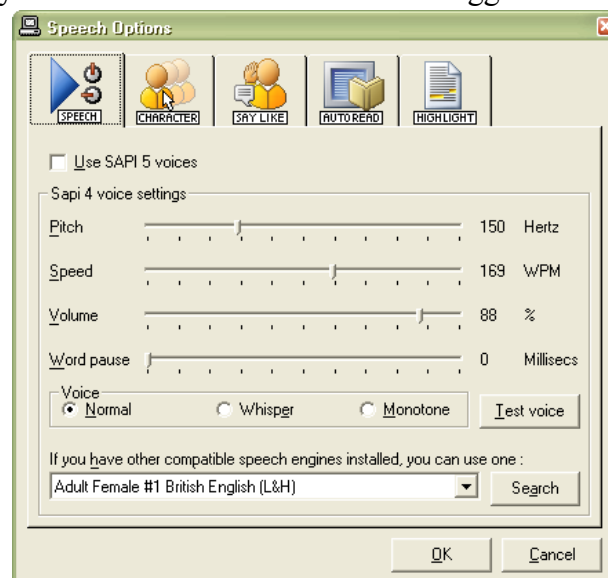 Speech Options
SPEECH CHARACTER SAY LIKE AUTOREAD HIGHLIGHT
Use SAPI 5 voices
Sapi 4 voice settings
Pitch 150 Hertz
Speed 169 WPM
Volume 88 %
Word pause 0 Millisecs
Voice
Normal Whisper Monotone Test voice
If you have other compatible speech engines installed, you can use one :
Adult Female #1 British English (L&H) Search
OK Cancel